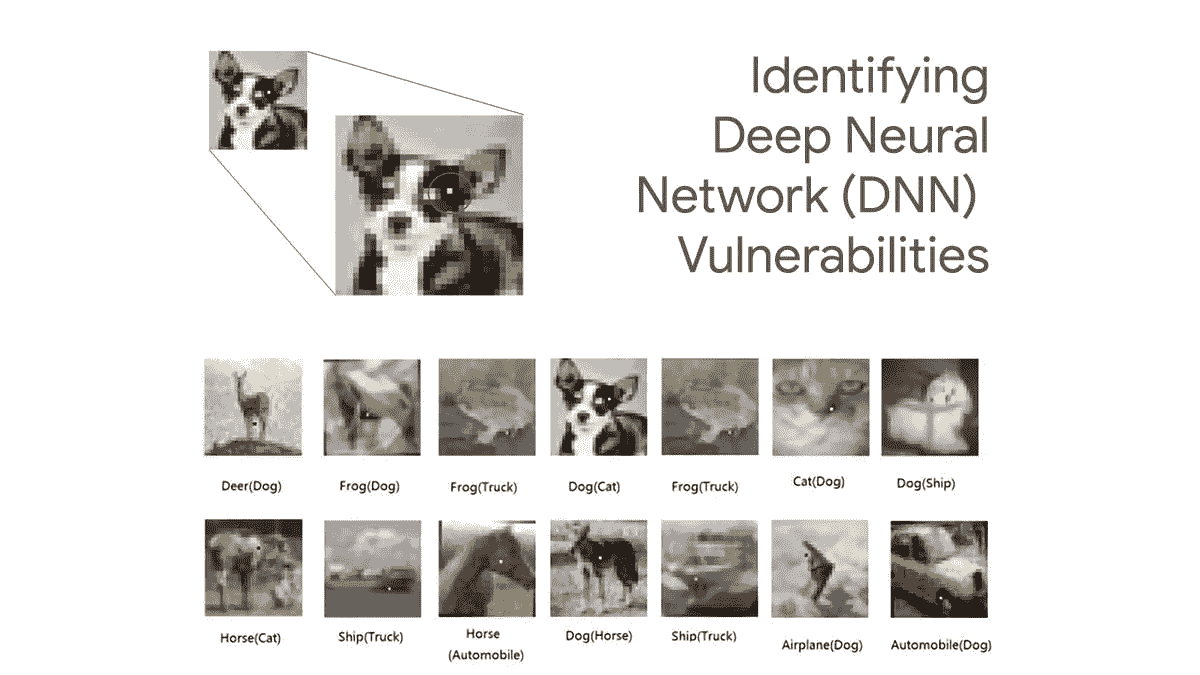 Identifying
Deep Neural
Network (DNN)
Vulnerabilities
Deer(Dog)
Frog(Dog)
Frog(Truck)
Dog(Cat)
Frog(Truck)
Cat(Dog)
Dog(Ship)
Horse(Cat)
Ship(Truck)
Horse
(Automobile)
Dog(Horse)
Ship(Truck)
Airplane(Dog)
Automobile(Dog)